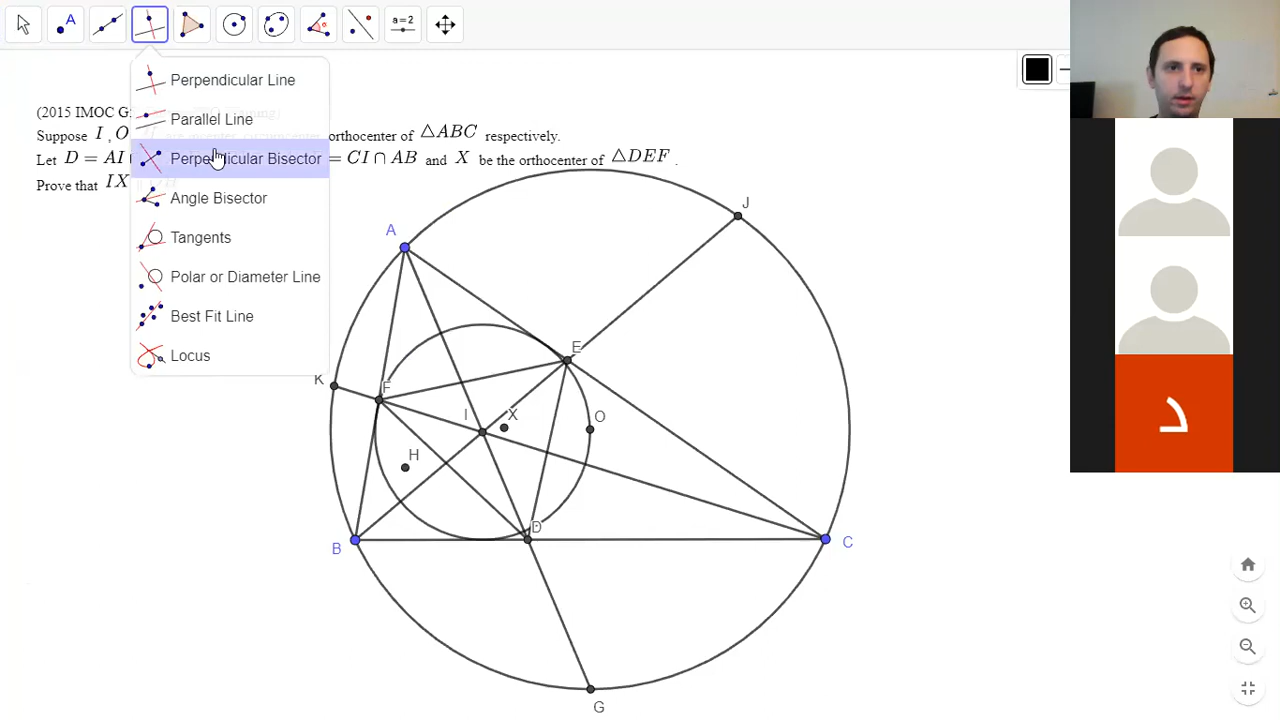 A
a=2
Perpendicular Line
Parallel Line
Perpendicular Bisector
Angle Bisector
Tangents
Polar or Diameter Line
Best Fit Line
Locus
(2015 IMOC G
Suppose I , O orthocenter of △ABC respectively.
Let D = AI = CI ∩ AB and X be the orthocenter of △DEF .
Prove that IX
J
A
E
K
F
I
X
O
H
D
B
C
G
ד